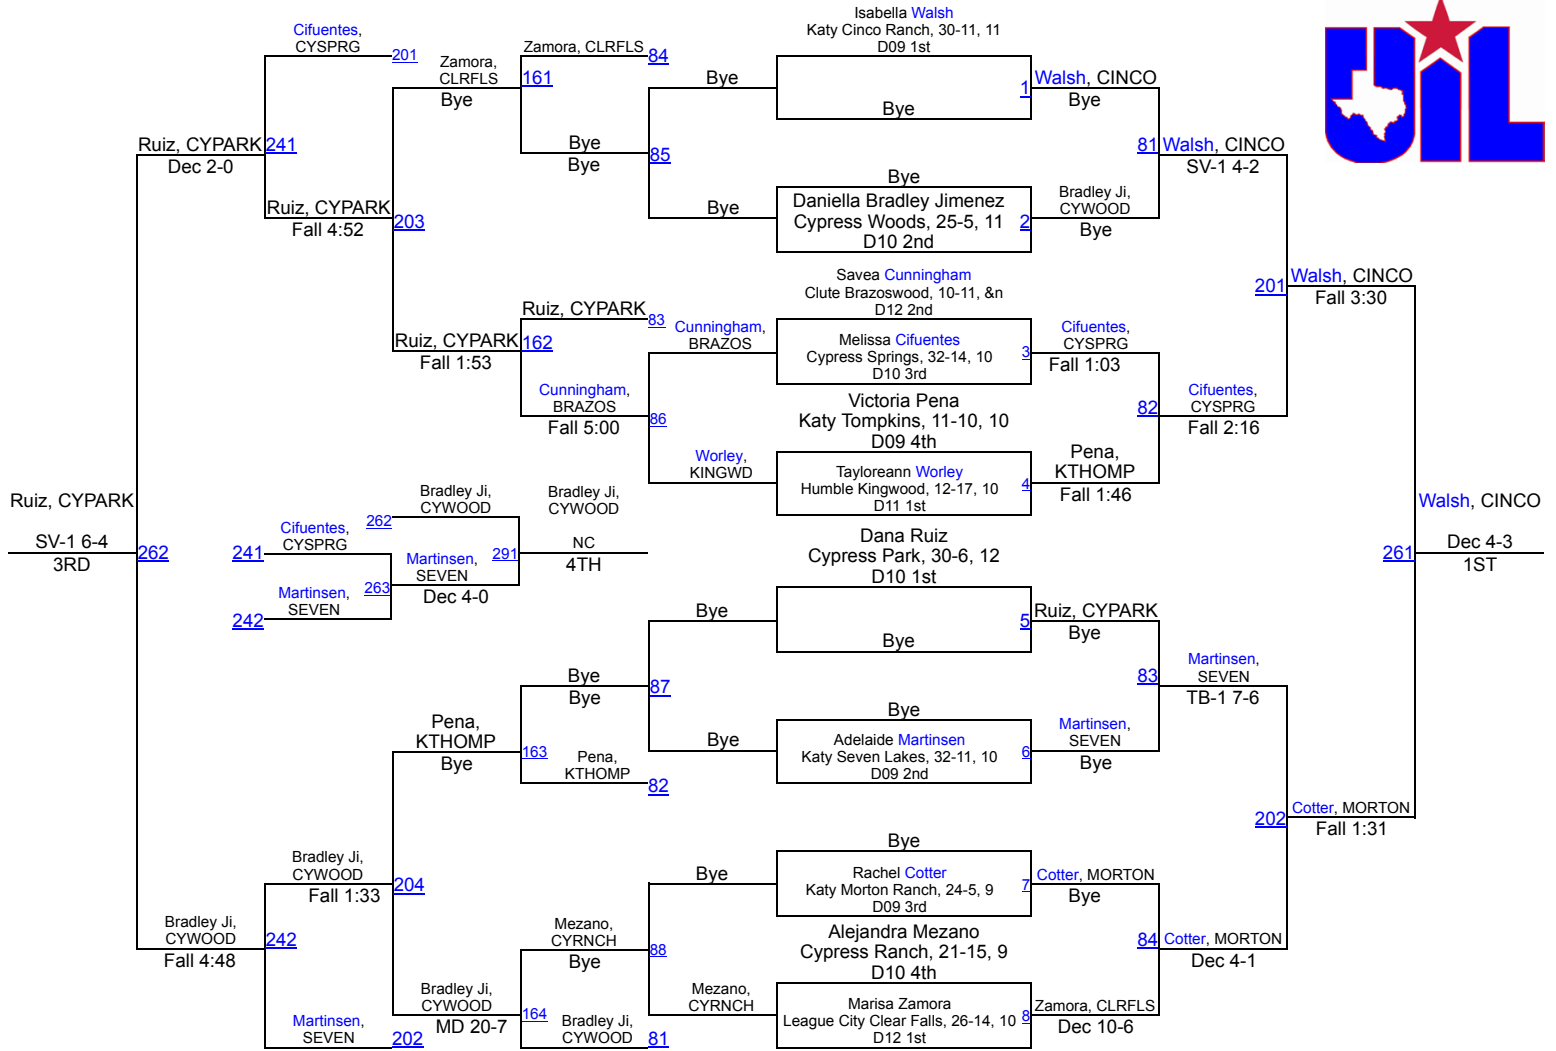 Isabella Walsh
Katy Cinco Ranch, 30-11, 11
D09 1st
Bye
1
Walsh, CINCO
Bye
Bye
Daniella Bradley Jimenez
Cypress Woods, 25-5, 11
D10 2nd
2
Bradley Ji,
CYWOOD
Bye
81
Walsh, CINCO
SV-1 4-2
Savea Cunningham
Clute Brazoswood, 10-11, &n
D12 2nd
Melissa Cifuentes
Cypress Springs, 32-14, 10
D10 3rd
3
Cifuentes,
CYSPRG
Fall 1:03
Victoria Pena
Katy Tompkins, 11-10, 10
D09 4th
Tayloreann Worley
Humble Kingwood, 12-17, 10
D11 1st
4
Pena,
KTHOMP
Fall 1:46
82
Cifuentes,
CYSPRG
Fall 2:16
201
Walsh, CINCO
Fall 3:30
Dana Ruiz
Cypress Park, 30-6, 12
D10 1st
Bye
5
Ruiz, CYPARK
Bye
Bye
Adelaide Martinsen
Katy Seven Lakes, 32-11, 10
D09 2nd
6
Martinsen,
SEVEN
Bye
83
Martinsen,
SEVEN
TB-1 7-6
Bye
Rachel Cotter
Katy Morton Ranch, 24-5, 9
D09 3rd
7
Cotter, MORTON
Bye
Alejandra Mezano
Cypress Ranch, 21-15, 9
D10 4th
Marisa Zamora
League City Clear Falls, 26-14, 10
D12 1st
8
Zamora, CLRFLS
Dec 10-6
84
Cotter, MORTON
Dec 4-1
202
Cotter, MORTON
Fall 1:31
261
Walsh, CINCO
Dec 4-3
1ST
UIL
Bye
Bye
85
Bye
Bye
Zamora, CLRFLS
84
161
Zamora,
CLRFLS
Bye
Cunningham,
BRAZOS
Worley,
KINGWD
86
Cunningham,
BRAZOS
Fall 5:00
Ruiz, CYPARK
83
162
Ruiz, CYPARK
Fall 1:53
203
Ruiz, CYPARK
Fall 4:52
Cifuentes,
CYSPRG
201
241
Ruiz, CYPARK
Dec 2-0
Bye
Bye
87
Bye
Bye
Pena,
KTHOMP
82
163
Pena,
KTHOMP
Bye
Bye
Mezano,
CYRNCH
88
Mezano,
CYRNCH
Bye
Bradley Ji,
CYWOOD
81
164
Bradley Ji,
CYWOOD
MD 20-7
204
Bradley Ji,
CYWOOD
Fall 1:33
Martinsen,
SEVEN
202
242
Bradley Ji,
CYWOOD
Fall 4:48
262
Ruiz, CYPARK
SV-1 6-4
3RD
241
Cifuentes,
CYSPRG
242
Martinsen,
SEVEN
263
Martinsen,
SEVEN
Dec 4-0
262
Bradley Ji,
CYWOOD
291
Bradley Ji,
CYWOOD
NC
4TH